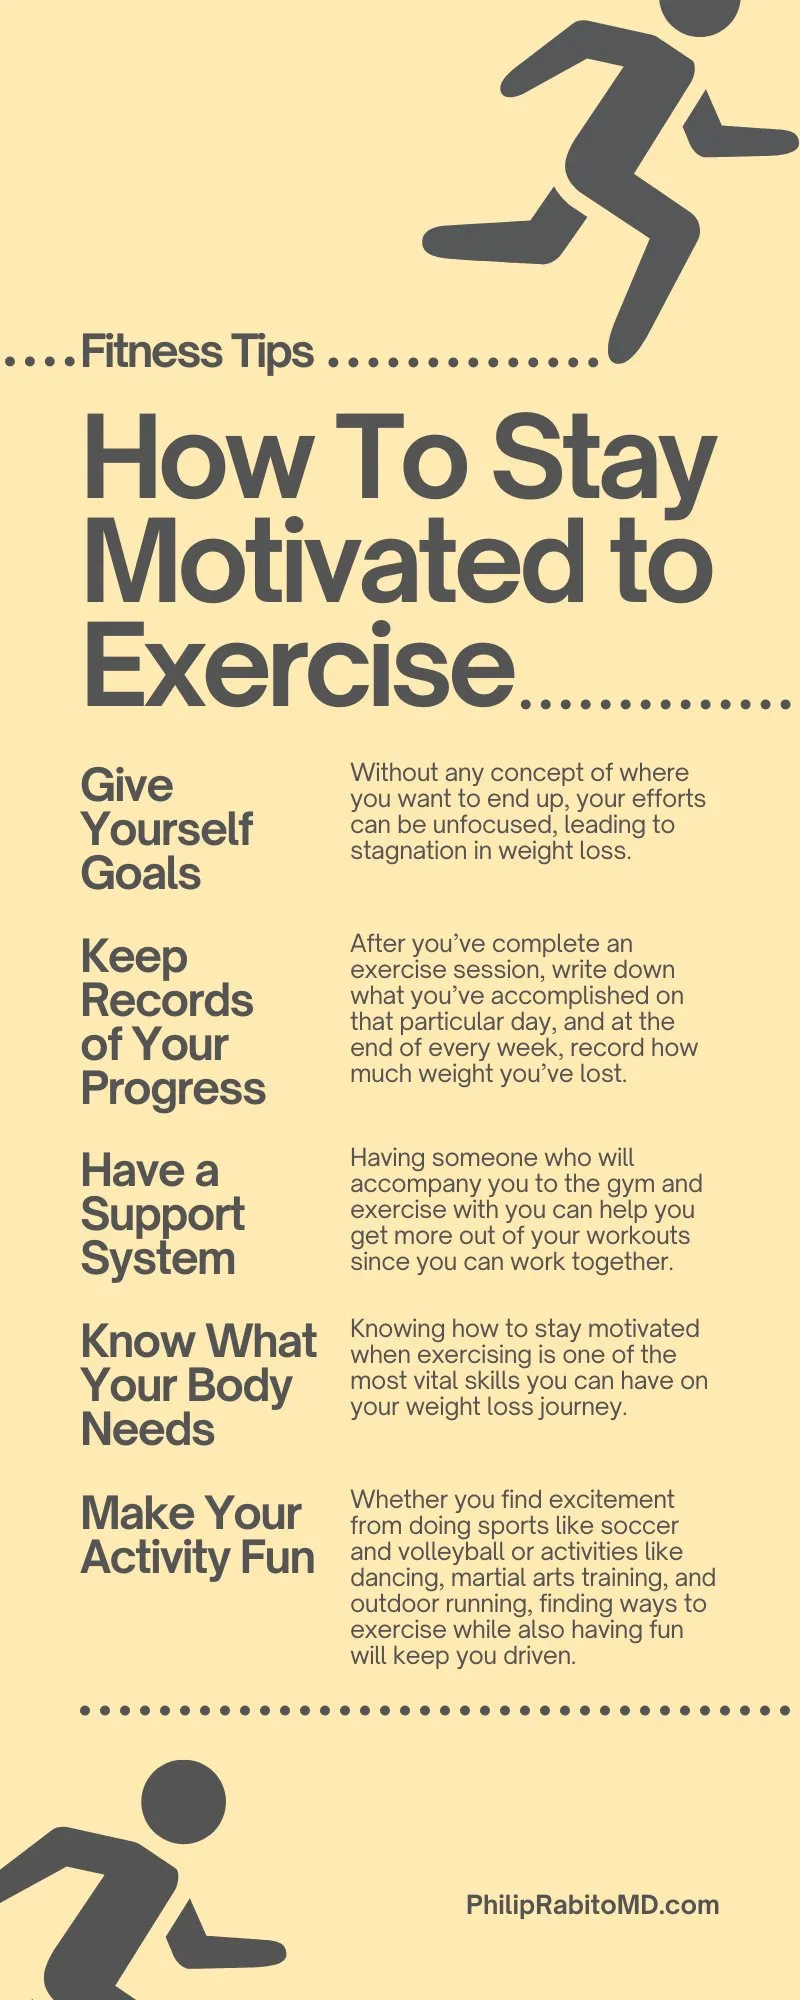 Fitness Tips
How To Stay
Motivated to
Exercise
Give
Yourself
Goals
Without any concept of where
you want to end up, your efforts
can be unfocused, leading to
stagnation in weight loss.
Keep
Records
of Your
Progress
After you’ve complete an
exercise session, write down
what you’ve accomplished on
that particular day, and at the
end of every week, record how
much weight you’ve lost.
Have a
Support
System
Having someone who will
accompany you to the gym and
exercise with you can help you
get more out of your workouts
since you can work together.
Know What
Your Body
Needs
Knowing how to stay motivated
when exercising is one of the
most vital skills you can have on
your weight loss journey.
Make Your
Activity Fun
Whether you find excitement
from doing sports like soccer
and volleyball or activities like
dancing, martial arts training, and
outdoor running, finding ways to
exercise while also having fun
will keep you driven.
PhilipRabitoMD.com